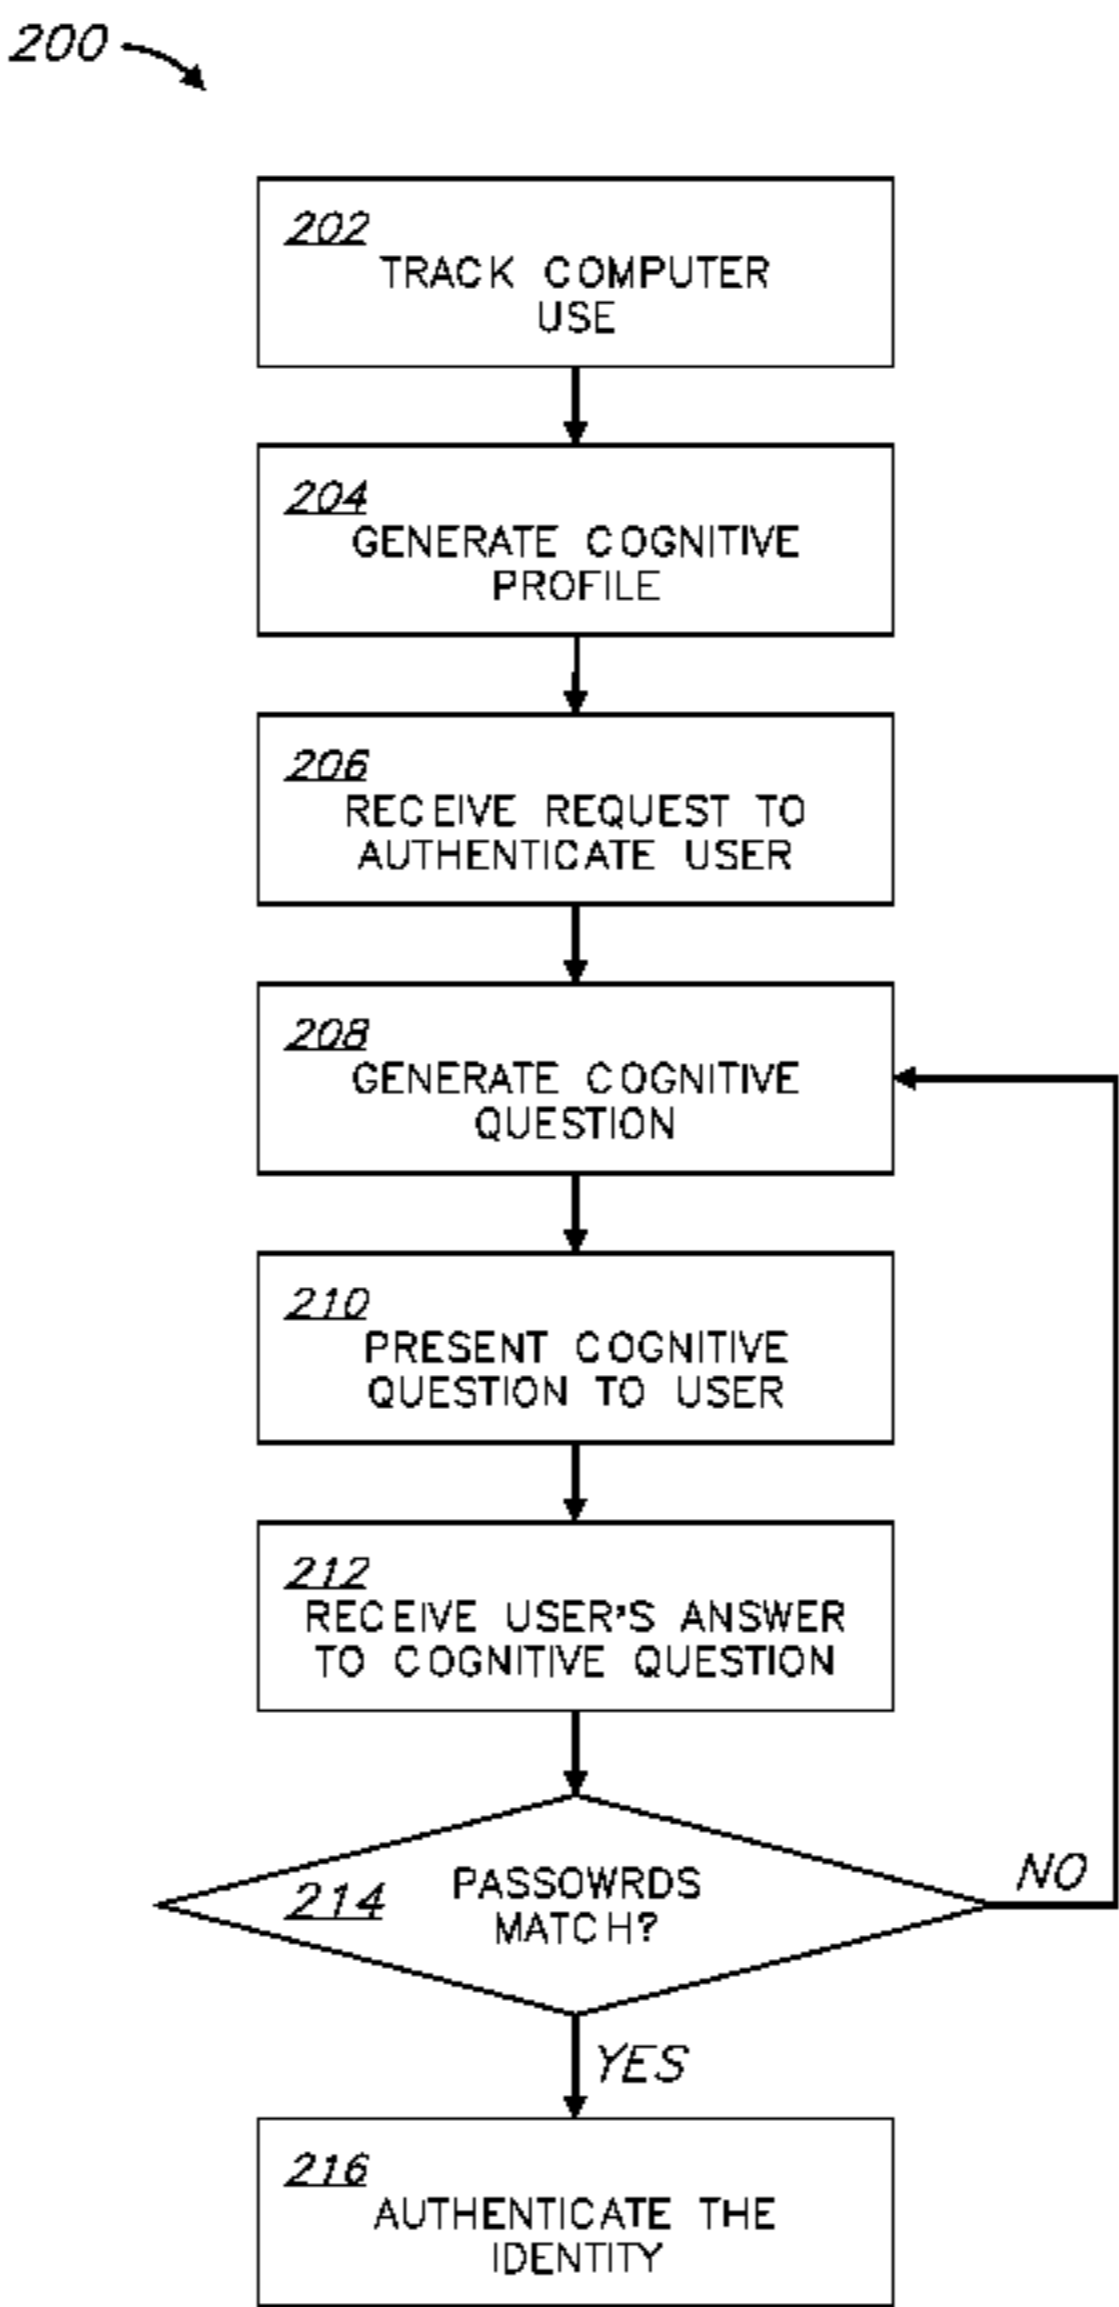 200
202
TRACK COMPUTER
USE
204
GENERATE COGNITIVE
PROFILE
206
RECEIVE REQUEST TO
AUTHENTICATE USER
208
GENERATE COGNITIVE
QUESTION
210
PRESENT COGNITIVE
QUESTION TO USER
212
RECEIVE USER'S ANSWER
TO COGNITIVE QUESTION
214
PASSOWRDS
MATCH?
NO
YES
216
AUTHENTICATE THE
IDENTITY